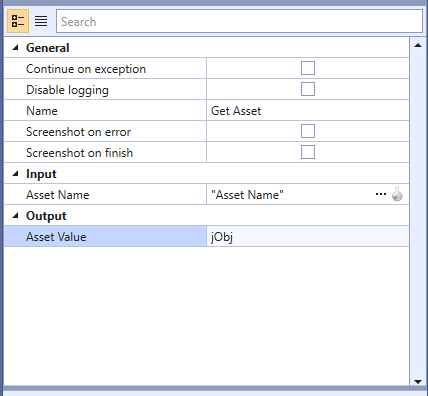 Search
General
Continue on exception
Disable logging
Name Get Asset
Screenshot on error
Screenshot on finish
Input
Asset Name "Asset Name" ...
Output
Asset Value jObj